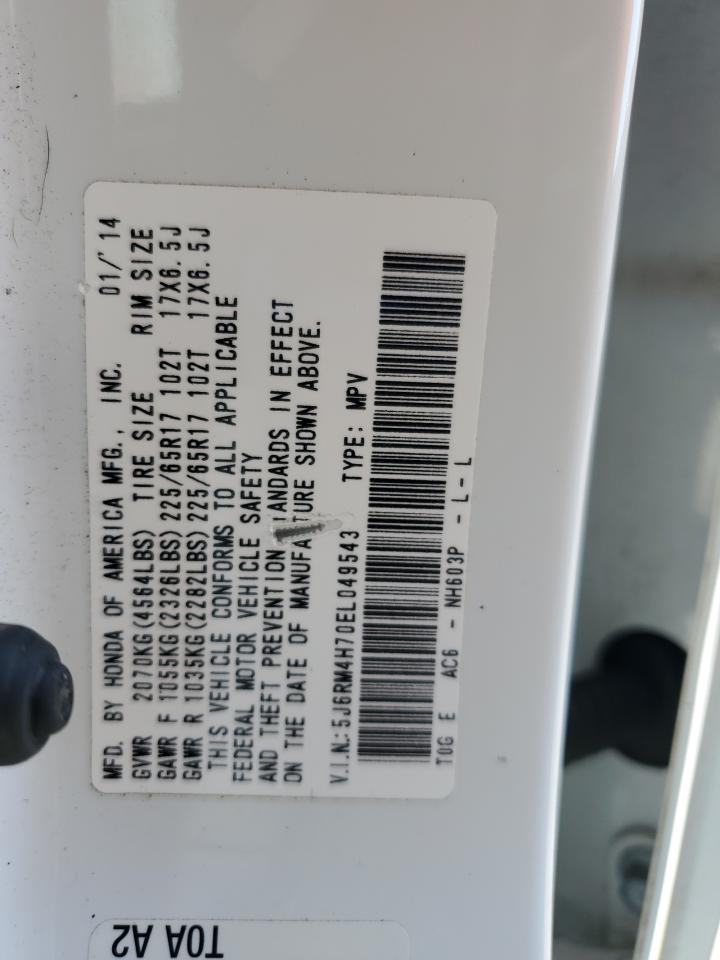 MFD. BY HONDA OF AMERICA MFG., INC. 01/'14
GVWR 2070KG(4564LBS) TIRE SIZE RIM SIZE
GAWR F 1055KG(2326LBS) 225/65R17 102T 17X6.5J
GAWR R 1035KG(2282LBS) 225/65R17 102T 17X6.5J
THIS VEHICLE CONFORMS TO ALL APPLICABLE
FEDERAL MOTOR VEHICLE SAFETY
AND THEFT PREVENTION STANDARDS IN EFFECT
ON THE DATE OF MANUFACTURE SHOWN ABOVE.
V.I.N.: 5J6RM4H70EL049543 TYPE: MPV
T0G E AC6 - NH603P - L - L
T0A A2